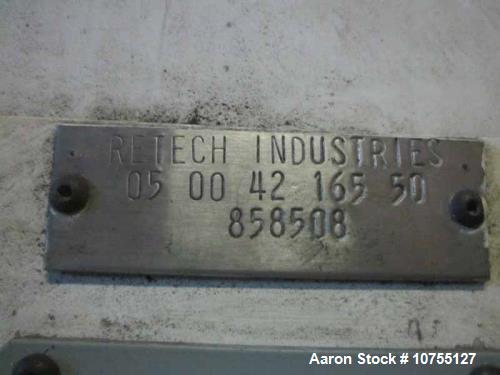 RETECH INDUSTRIES
05 00 42 165 50
858508
Aaron Stock # 10755127